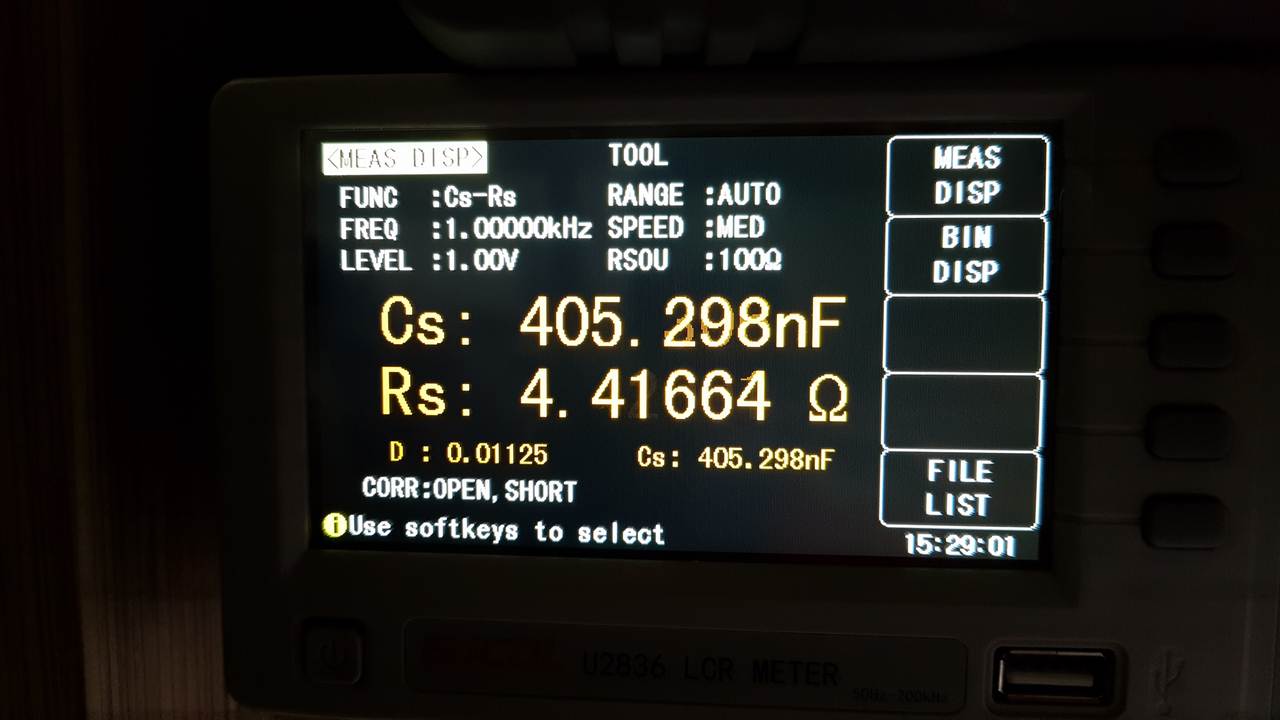 <MEAS DISP>
TOOL
FUNC :Cs-Rs
RANGE :AUTO
FREQ :1.00000kHz
SPEED :MED
LEVEL :1.00V
RSOU :100Ω
Cs: 405.298nF
Rs: 4.41664 Ω
D : 0.01125
Cs: 405.298nF
CORR:OPEN,SHORT
Use softkeys to select
MEAS
DISP
BIN
DISP
FILE
LIST
15:29:01
U2836 LCR METER
50Hz-200kHz